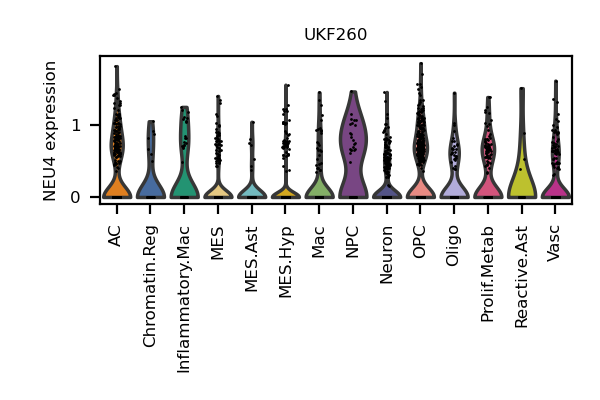 UKF260
NEU4 expression
1
0
AC
Chromatin.Reg
Inflammatory.Mac
MES
MES.Ast
MES.Hyp
Mac
NPC
Neuron
OPC
Oligo
Prolif.Metab
Reactive.Ast
Vasc